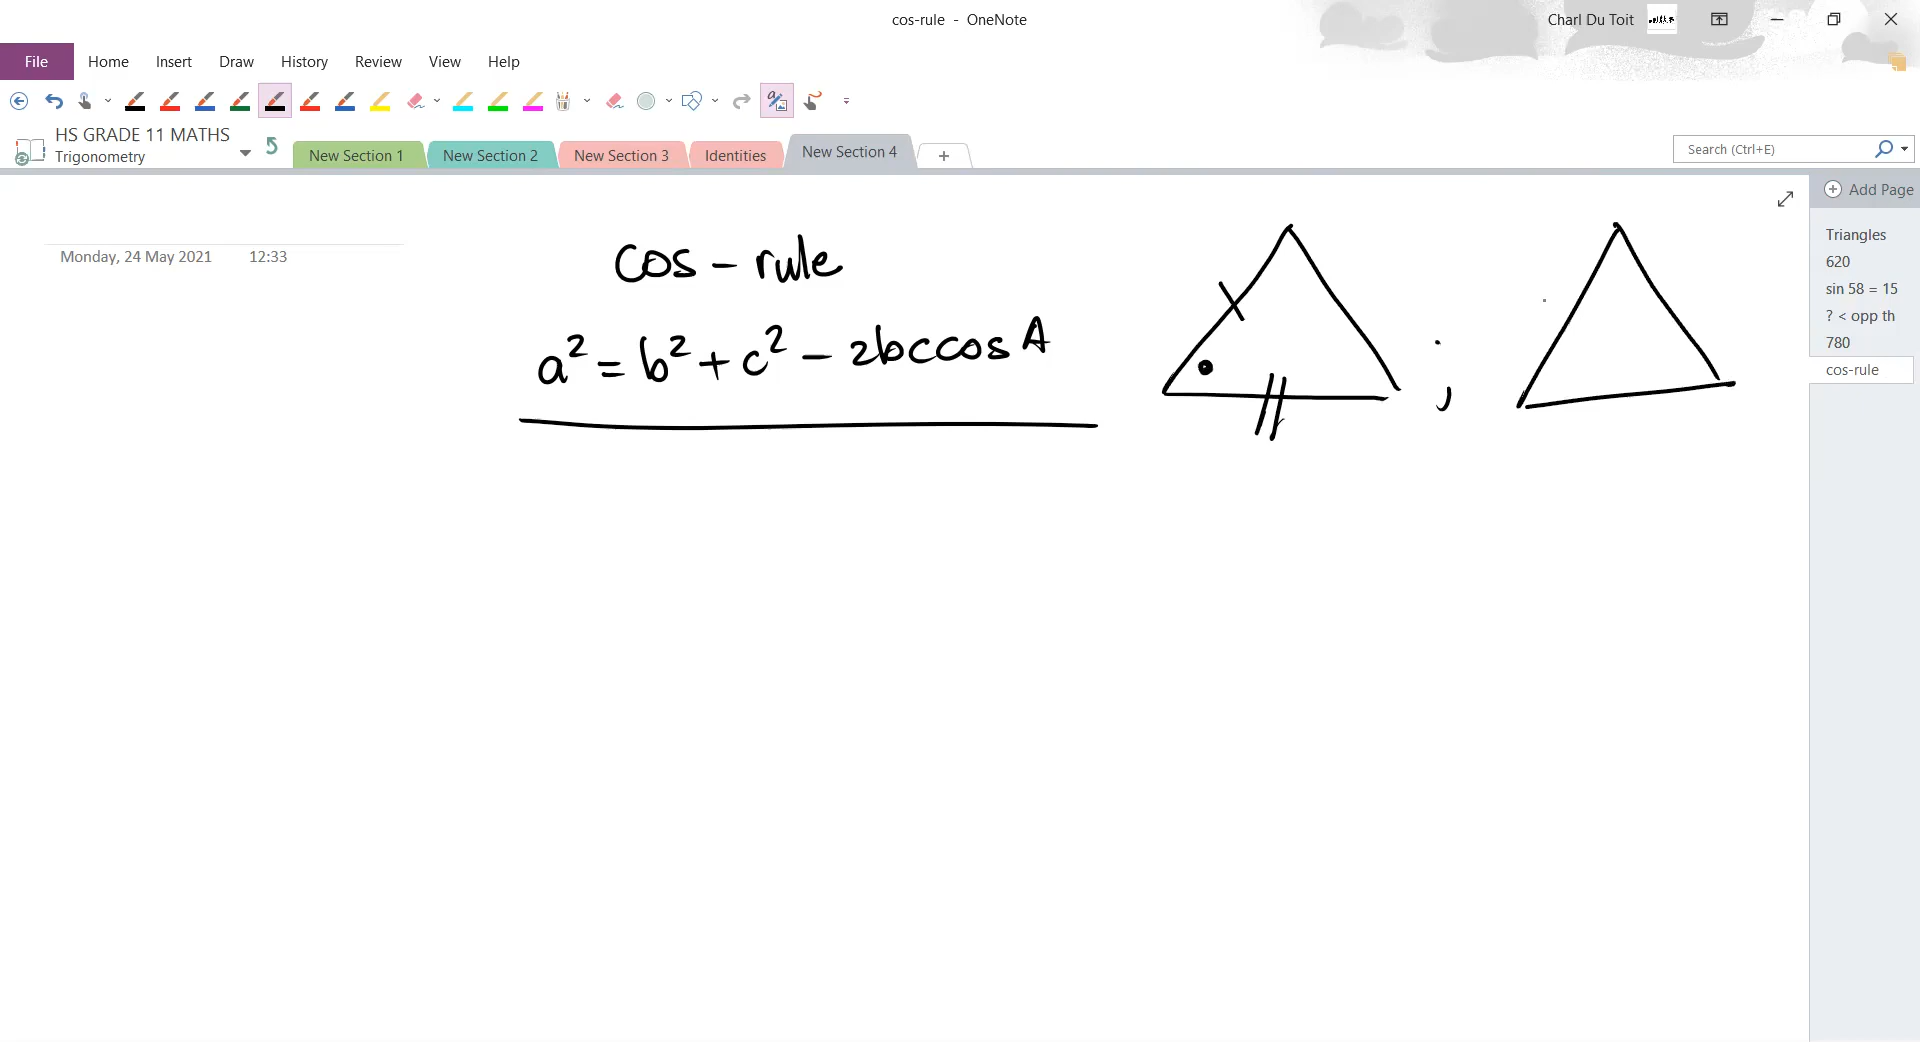 cos-rule - OneNote
Charl Du Toit
File Home Insert Draw History Review View Help
HS GRADE 11 MATHS
Trigonometry
New Section 1 New Section 2 New Section 3 Identities New Section 4 +
Search (Ctrl+E)
Add Page
Triangles
620
sin 58 = 15
? < opp th
780
cos-rule
Monday, 24 May 2021 12:33
cos - rule
a² = b² + c² - 2bccosA
;